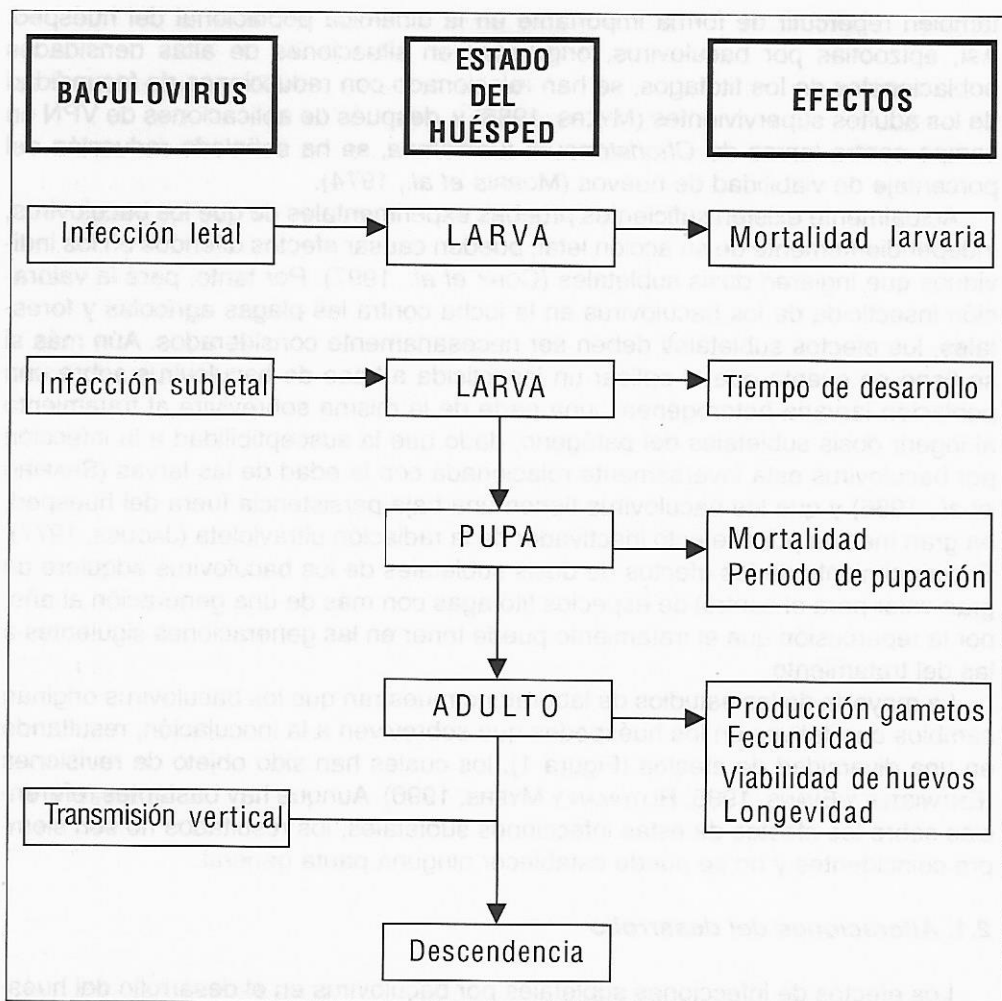 BACULOVIRUS
ESTADO
DEL
HUÉSPED
EFECTOS
Infección letal
LARVA
Mortalidad larvaria
Infección subletal
LARVA
Tiempo de desarrollo
PUPA
Mortalidad
Periodo de pupación
ADULTO
Producción gametos
Fecundidad
Viabilidad de huevos
Longevidad
Transmisión vertical
Descendencia